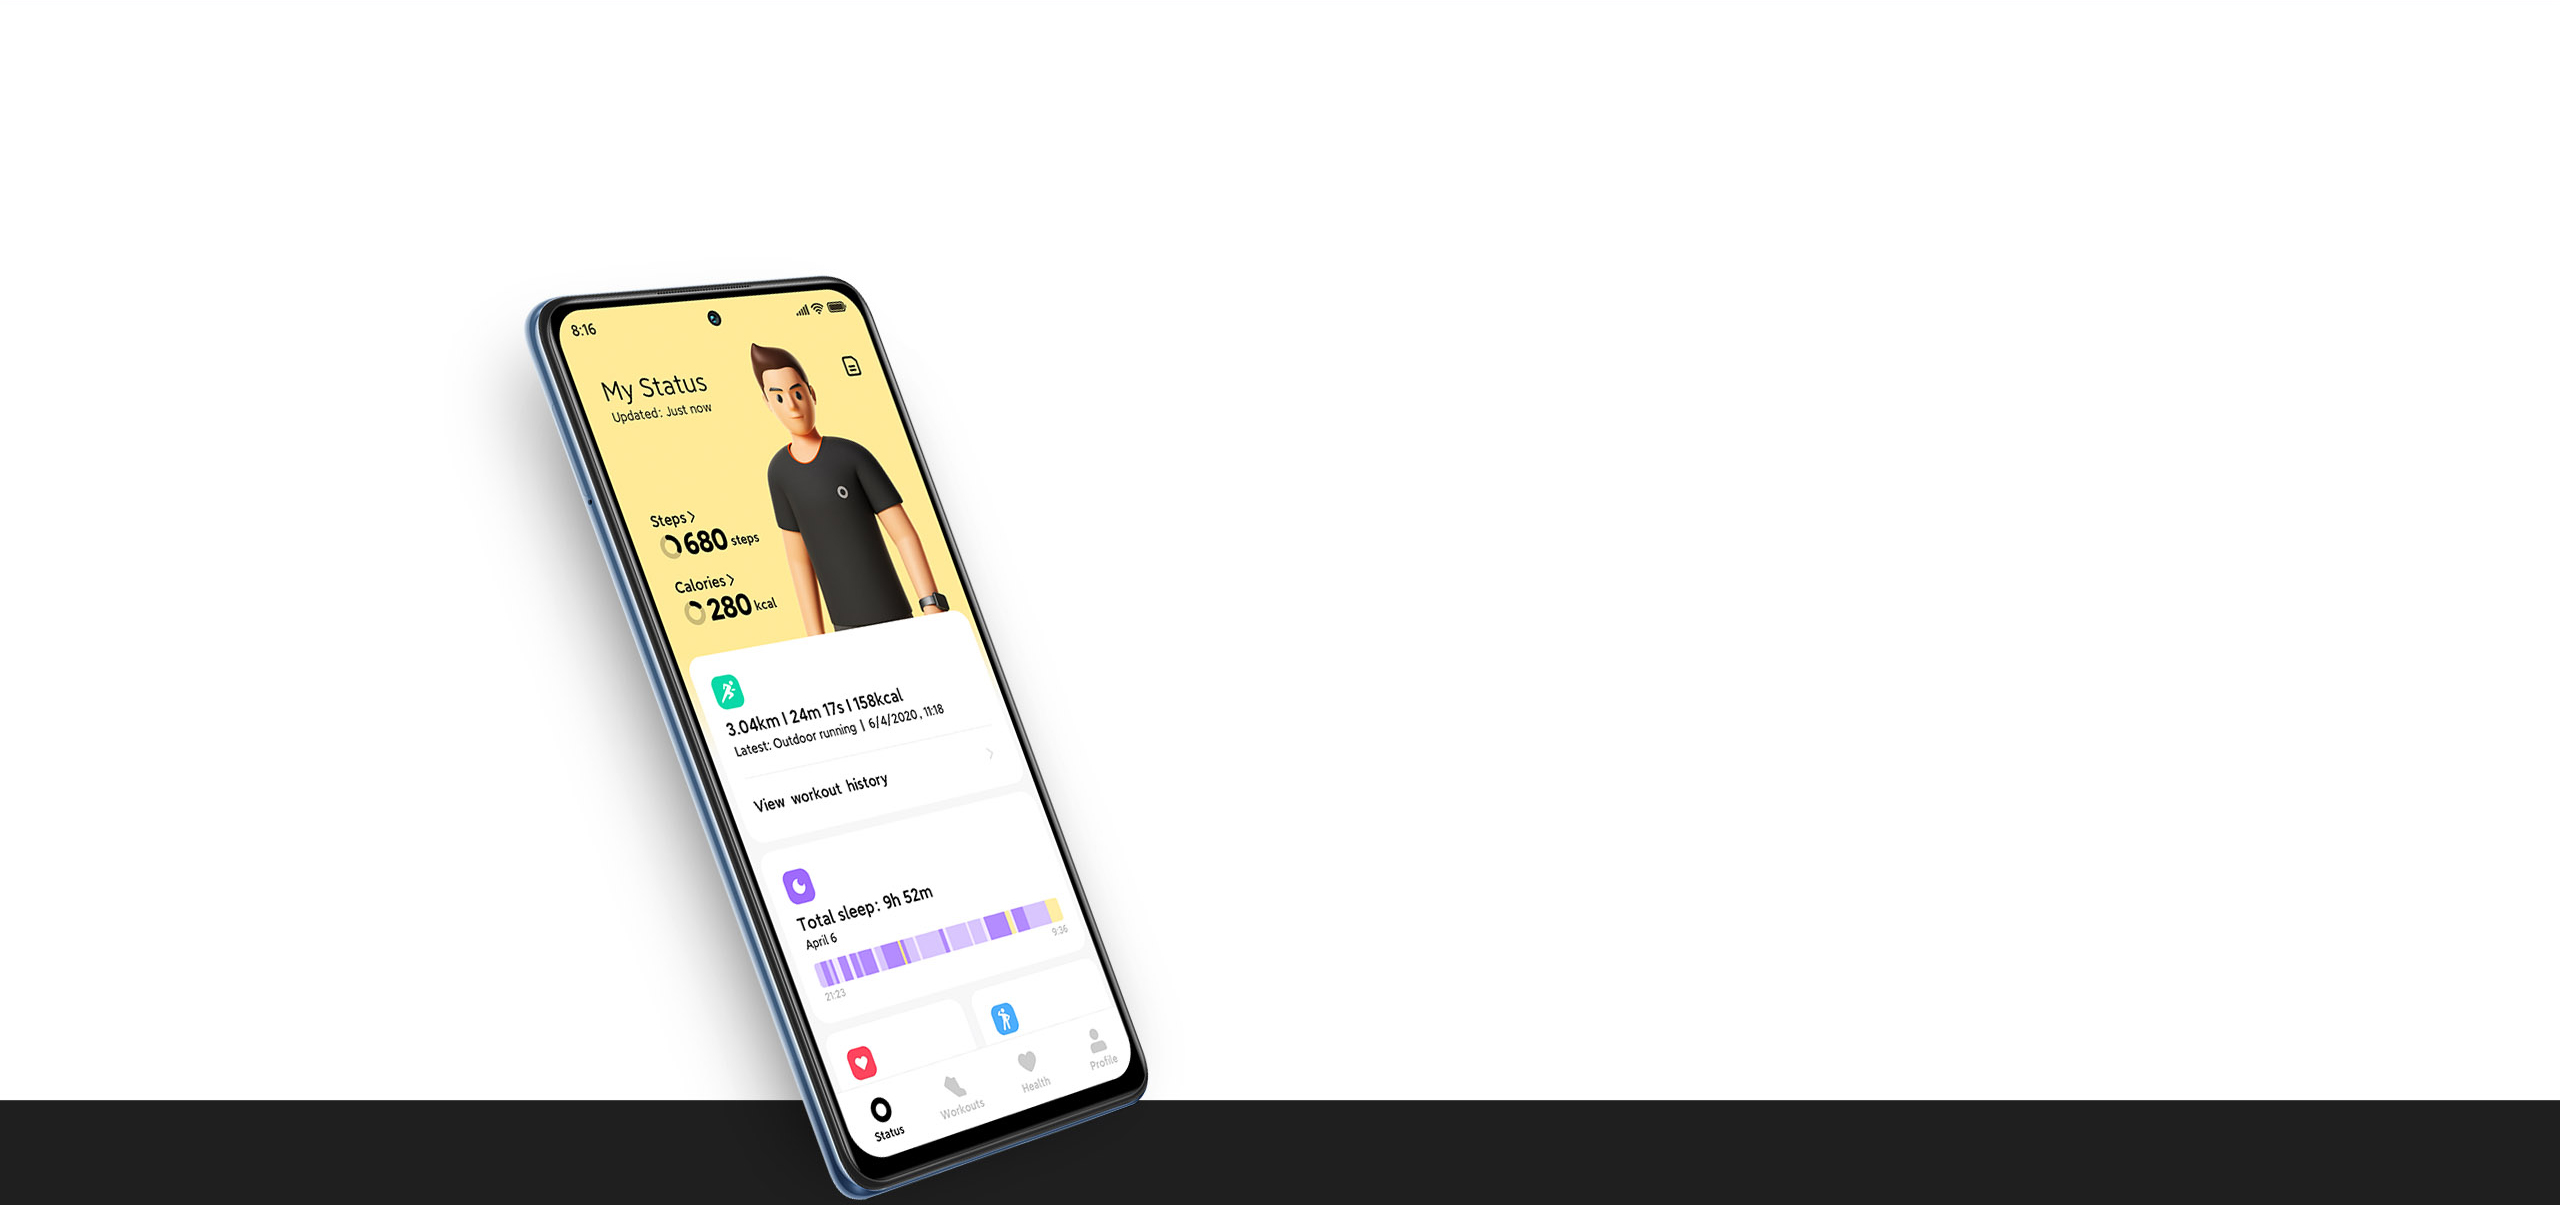 8:16
My Status
Updated: Just now
Steps
680 steps
Calories
280 kcal
3.04km | 24m 17s | 158kcal
Latest: Outdoor running | 6/4/2020, 11:18
View workout history
Total sleep: 9h 52m
April 6
21:23
9:36
Status
Workouts
Health
Profile